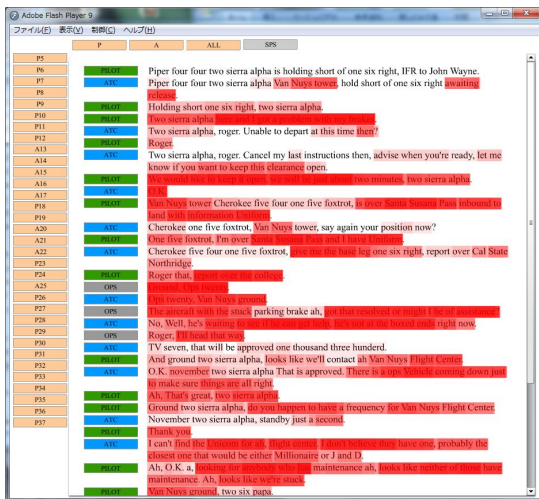 Adobe Flash Player 9
ファイル(F) 表示(V) 制御(C) ヘルプ(H)
P A ALL SPS
P5
P6
P7
P8
P9
P10
P11
P12
A13
A14
A15
A16
A17
P18
P19
A20
A21
A22
P23
P24
A25
P26
P27
P28
P29
P30
P31
P32
P33
P34
P35
P36
P37
PILOT Piper four four two sierra alpha is holding short of one six right, IFR to John Wayne.
ATC Piper four four two sierra alpha Van Nuys tower, hold short of one six right awaiting
release.
PILOT Holding short one six right, two sierra alpha.
PILOT Two sierra alpha here and I got a problem with my brakes.
ATC Two sierra alpha, roger. Unable to depart at this time then?
PILOT Roger.
ATC Two sierra alpha, roger. Cancel my last instructions then, advise when you're ready, let me
know if you want to keep this clearance open.
PILOT We would like to keep it open, we will be just about two minutes, two sierra alpha.
ATC O.K.
PILOT Van Nuys tower Cherokee five four one five foxtrot, is over Santa Susana Pass inbound to
land with information Uniform.
ATC Cherokee one five foxtrot, Van Nuys tower, say again your position now?
PILOT One five foxtrot, I'm over Santa Susana Pass and I have Uniform.
ATC Cherokee five four one five foxtrot, give me the base leg one six right, report over Cal State
Northridge.
PILOT Roger that, report over the college.
OPS Ground, Ops twenty.
ATC Ops twenty, Van Nuys ground.
OPS The aircraft with the stuck parking brake ah, got that resolved or might I be of assistance?
ATC No, Well, he's waiting to see if he can get help, he's not at the boxed ends right now.
OPS Roger, I'll head that way.
ATC TV seven, that will be approved one thousand three hunderd.
PILOT And ground two sierra alpha, looks like we'll contact ah Van Nuys Flight Center.
ATC O.K. november two sierra alpha That is approved. There is a ops Vehicle coming down just
to make sure things are all right.
PILOT Ah, That's great, two sierra alpha.
PILOT Ground two sierra alpha, do you happen to have a frequency for Van Nuys Flight Center.
ATC November two sierra alpha, standby just a second.
PILOT Thank you.
ATC I can't find the Unicom for ah, flight center, I don't believe they have one, probably the
closest one that would be either Millionaire or J and D.
PILOT Ah, O.K. a, looking for anybody who has maintenance ah, looks like neither of those have
maintenance. Ah, looks like we're stuck.
PILOT Van Nuys ground, two six papa.